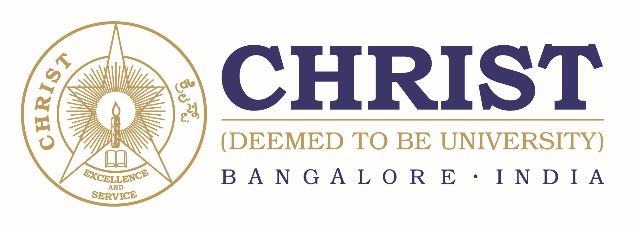 CHRIST
ಕ್ರೈಸ್ಟ್
EXCELLENCE
AND
SERVICE
CHRIST
(DEEMED TO BE UNIVERSITY)
BANGALORE · INDIA